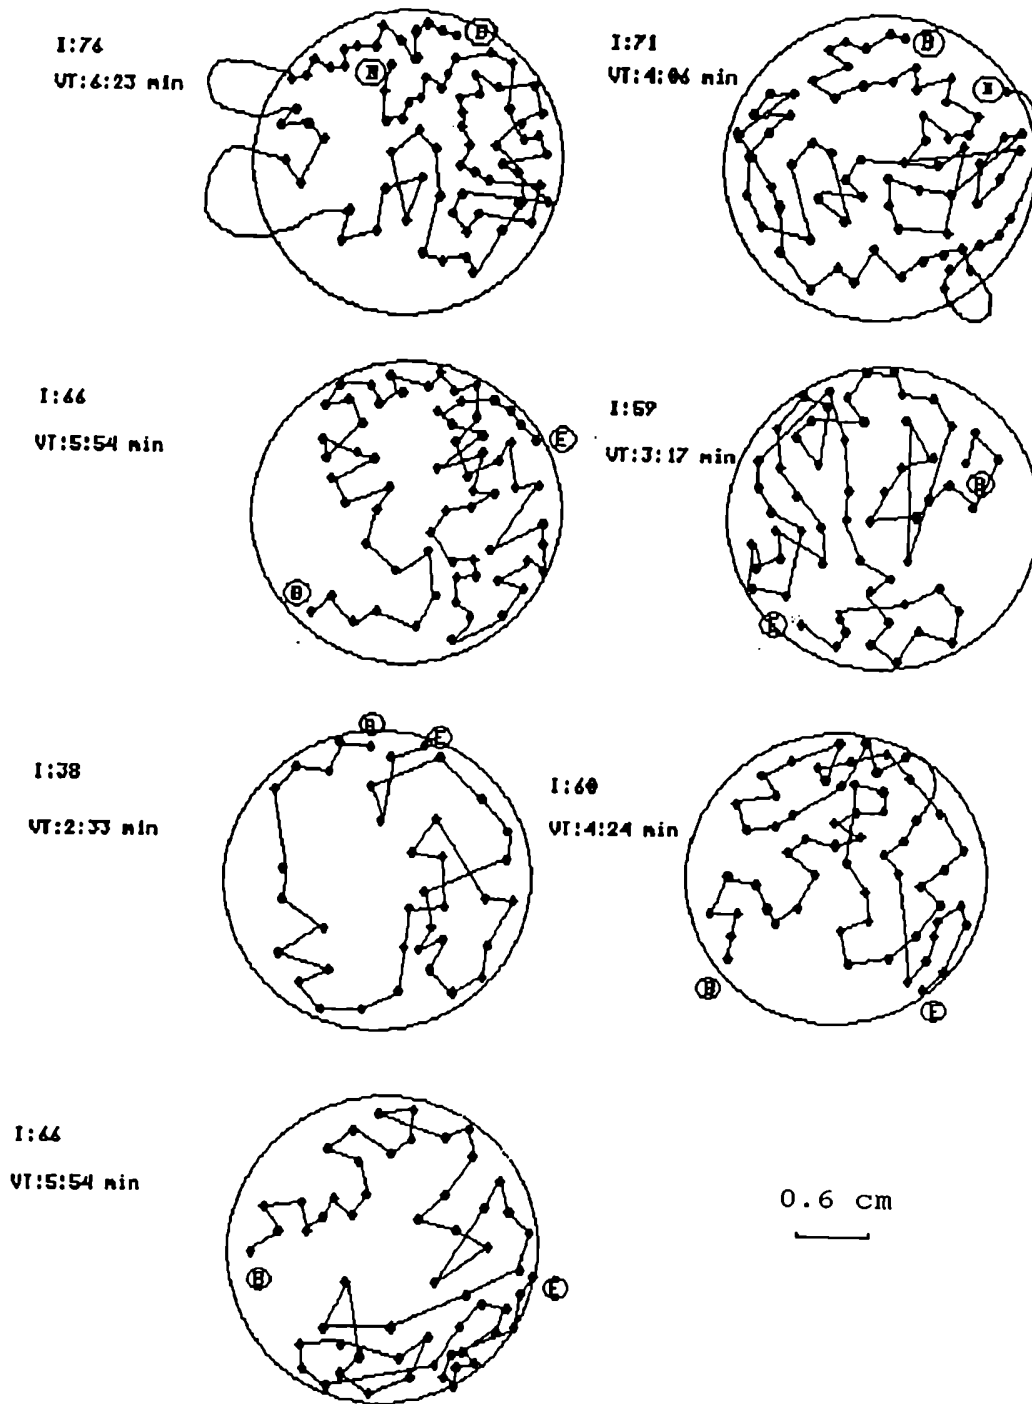 I:76
VT:6:23 min
B
E
I:71
VT:4:06 min
B
E
I:66
VT:5:54 min
B
E
I:59
VT:3:17 min
B
E
I:38
VT:2:33 min
B
E
I:60
VT:4:24 min
B
E
I:66
VT:5:54 min
B
E
0.6 cm